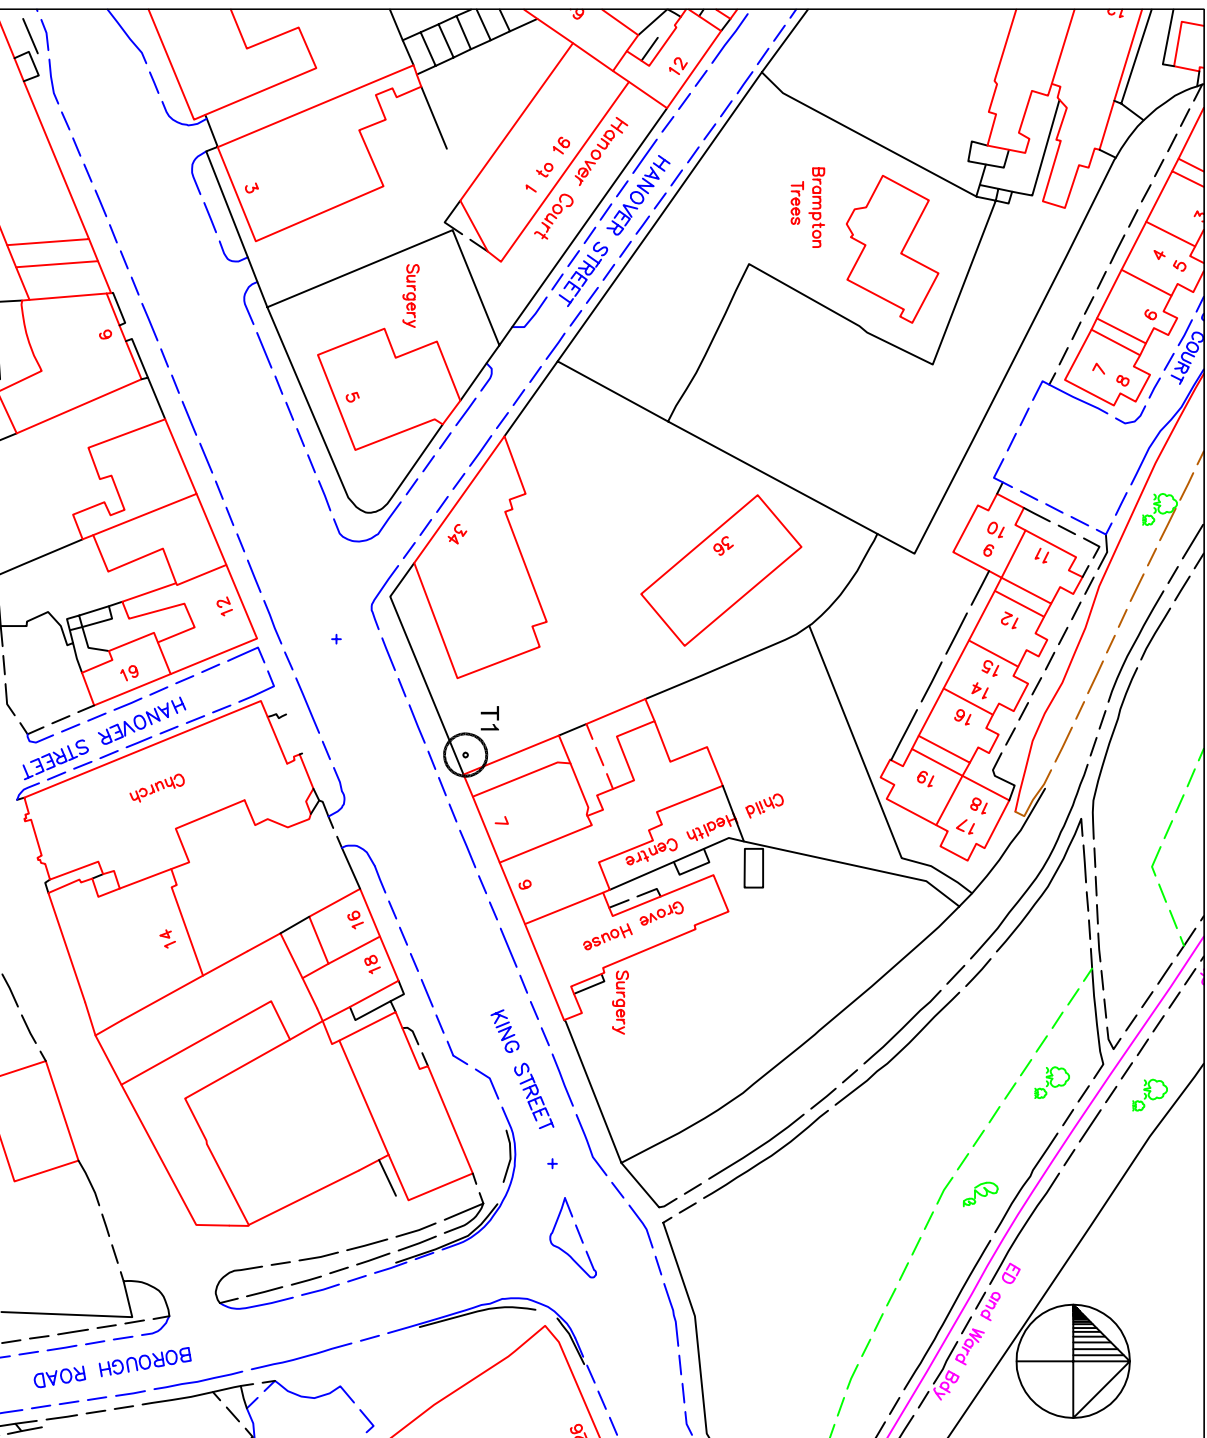 12
1 to 16
Hanover Court
HANOVER STREET
Brampton
Trees
3
4
5
6
7
8
COURT
3
Surgery
5
9
34
36
10
9
11
12
15
14
16
19
18
17
12
19
HANOVER STREET
Church
T1
7
9
Child Health Centre
Grove House
Surgery
14
16
18
KING STREET
BOROUGH ROAD
ED and Ward Bdy